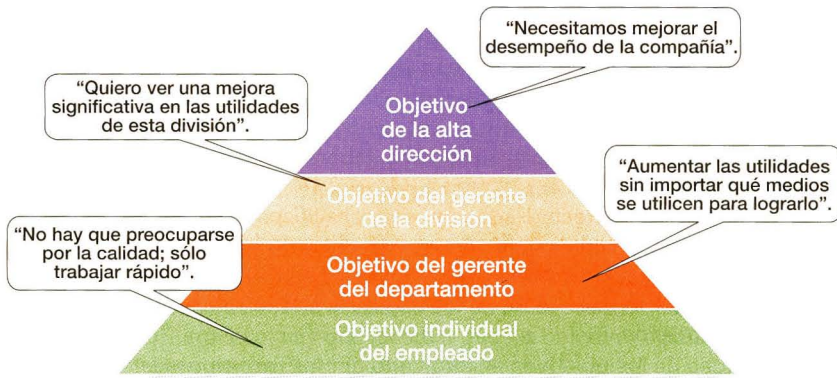 “Necesitamos mejorar el
desempeño de la compañía”.
“Quiero ver una mejora
significativa en las utilidades
de esta división”.
Objetivo
de la alta
dirección
“Aumentar las utilidades
sin importar qué medios
se utilicen para lograrlo”.
Objetivo del gerente
de la división
“No hay que preocuparse
por la calidad; sólo
trabajar rápido”.
Objetivo del gerente
del departamento
Objetivo individual
del empleado